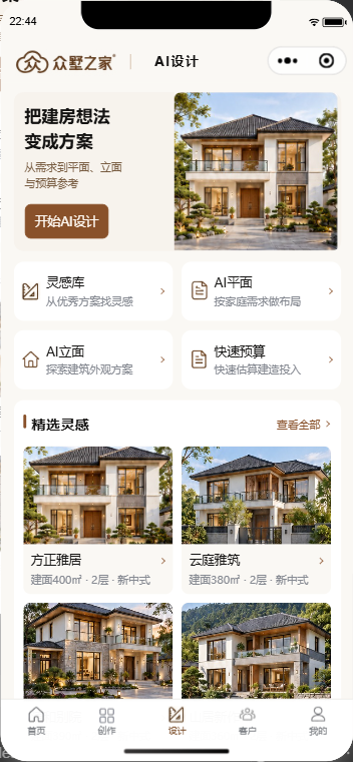 22:44
众墅之家
AI设计
把建房想法
变成方案
从需求到平面、立面
与预算参考
开始AI设计
灵感库
从优秀方案找灵感
AI平面
按家庭需求做布局
AI立面
探索建筑外观方案
快速预算
快速估算建造投入
精选灵感
查看全部
方正雅居
建面400㎡ · 2层 · 新中式
云庭雅筑
建面380㎡ · 2层 · 新中式
首页
创作
设计
客户
我的